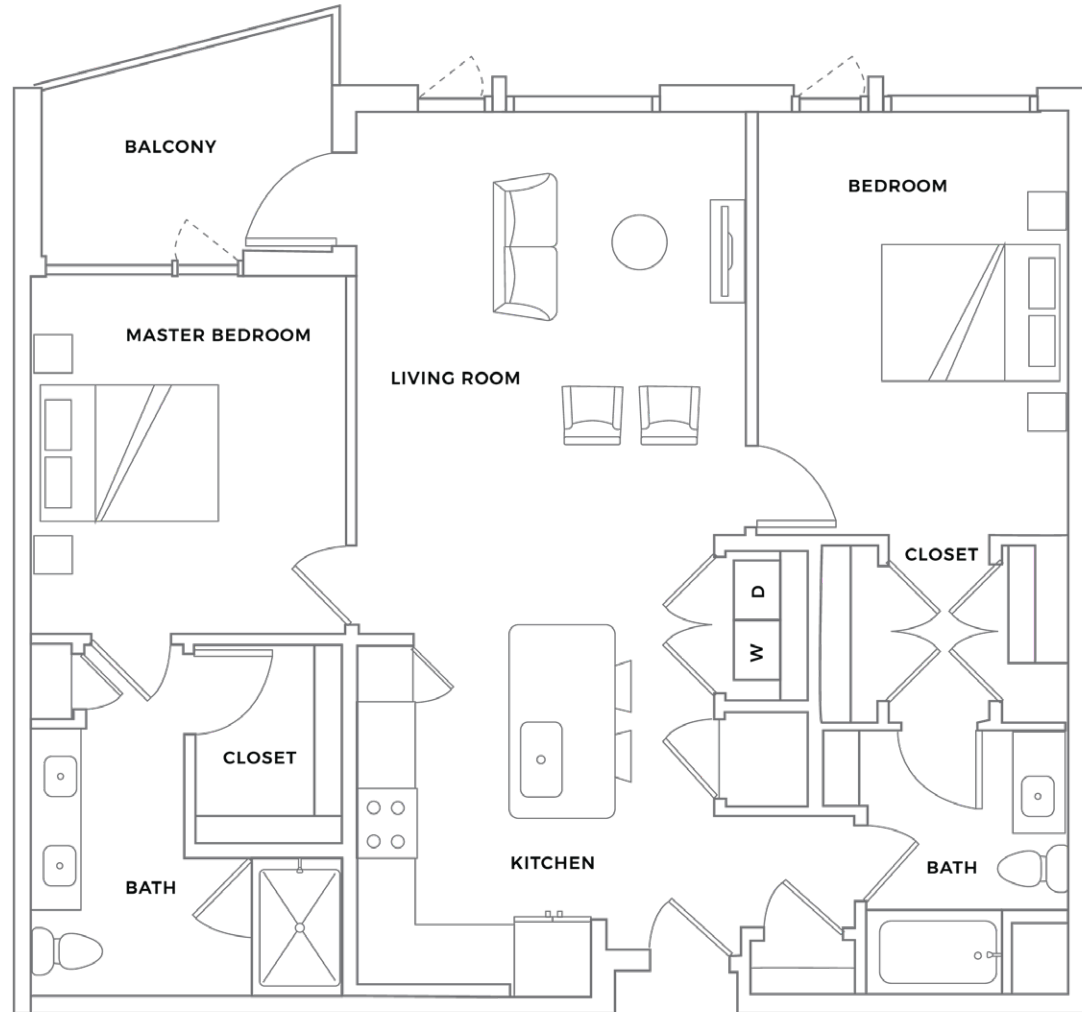 BALCONY
BEDROOM
MASTER BEDROOM
LIVING ROOM
CLOSET
D
W
CLOSET
KITCHEN
BATH
BATH